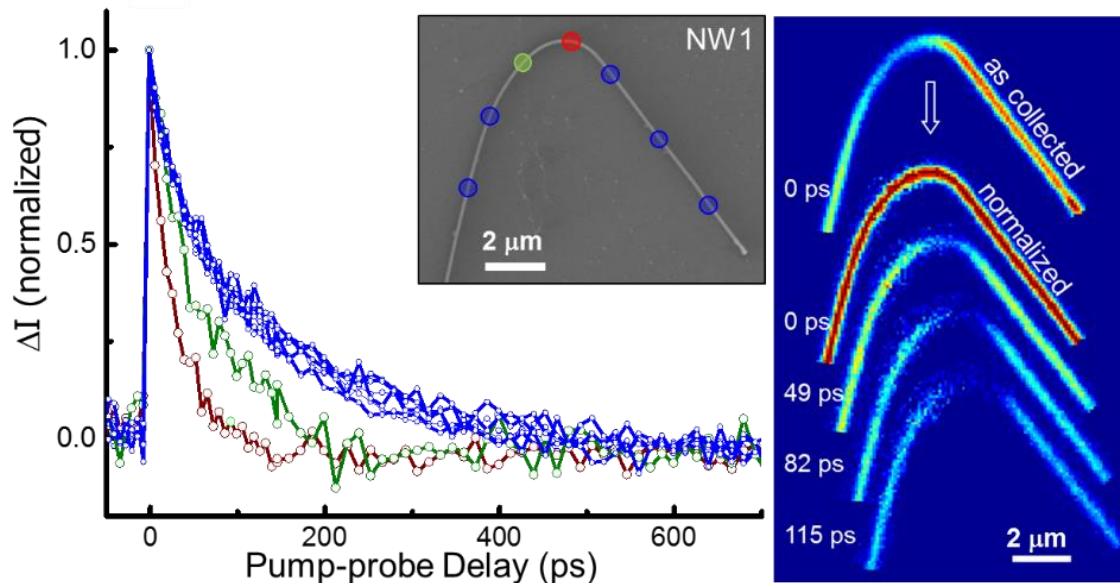 1.0
0.5
0.0
ΔI (normalized)
0
200
400
600
Pump-probe Delay (ps)
NW1
2 μm
as collected
0 ps
normalized
0 ps
49 ps
82 ps
115 ps
2 μm